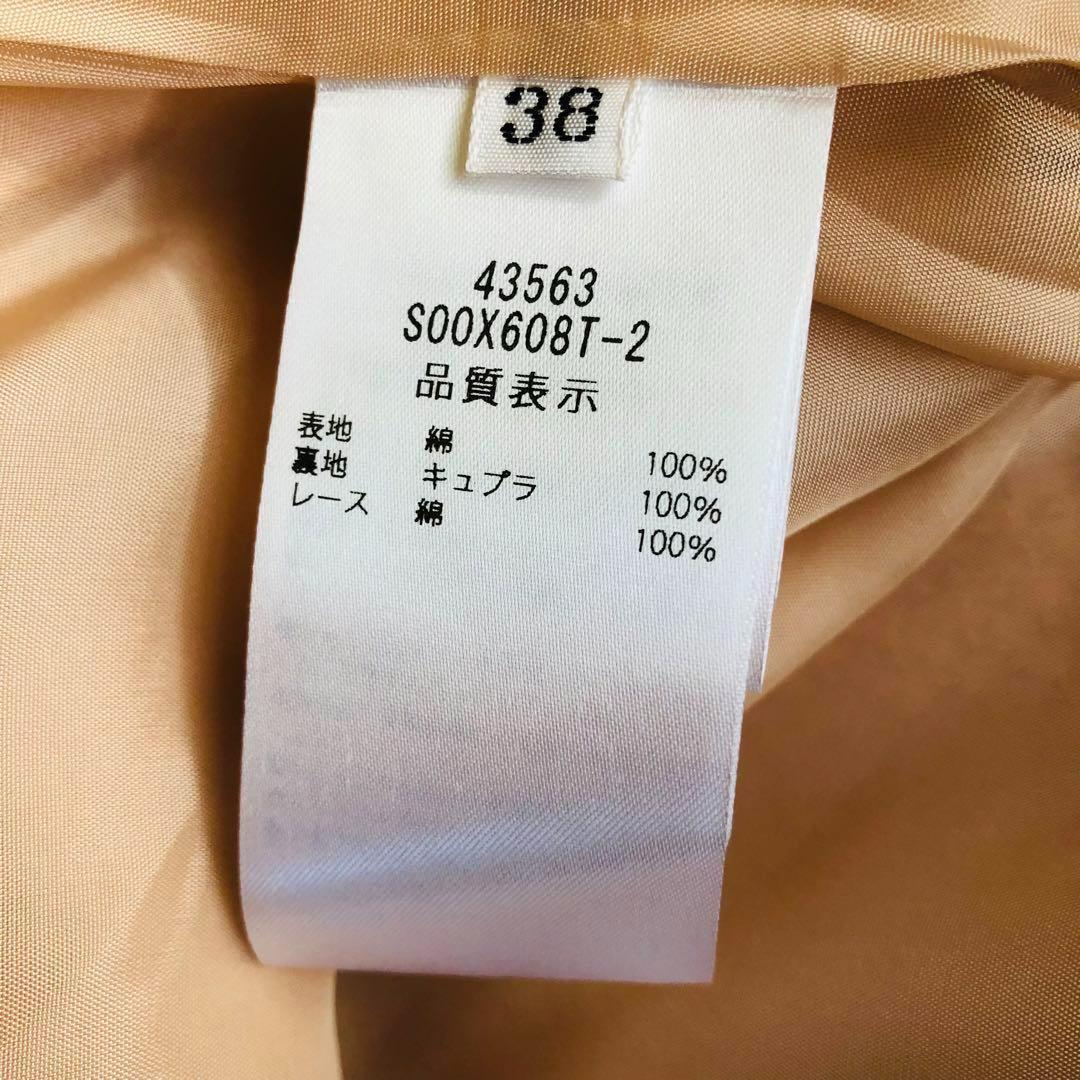 38
43563
S00X608T-2
品質表示
表地 綿 100%
裏地 キュプラ 100%
レース 綿 100%